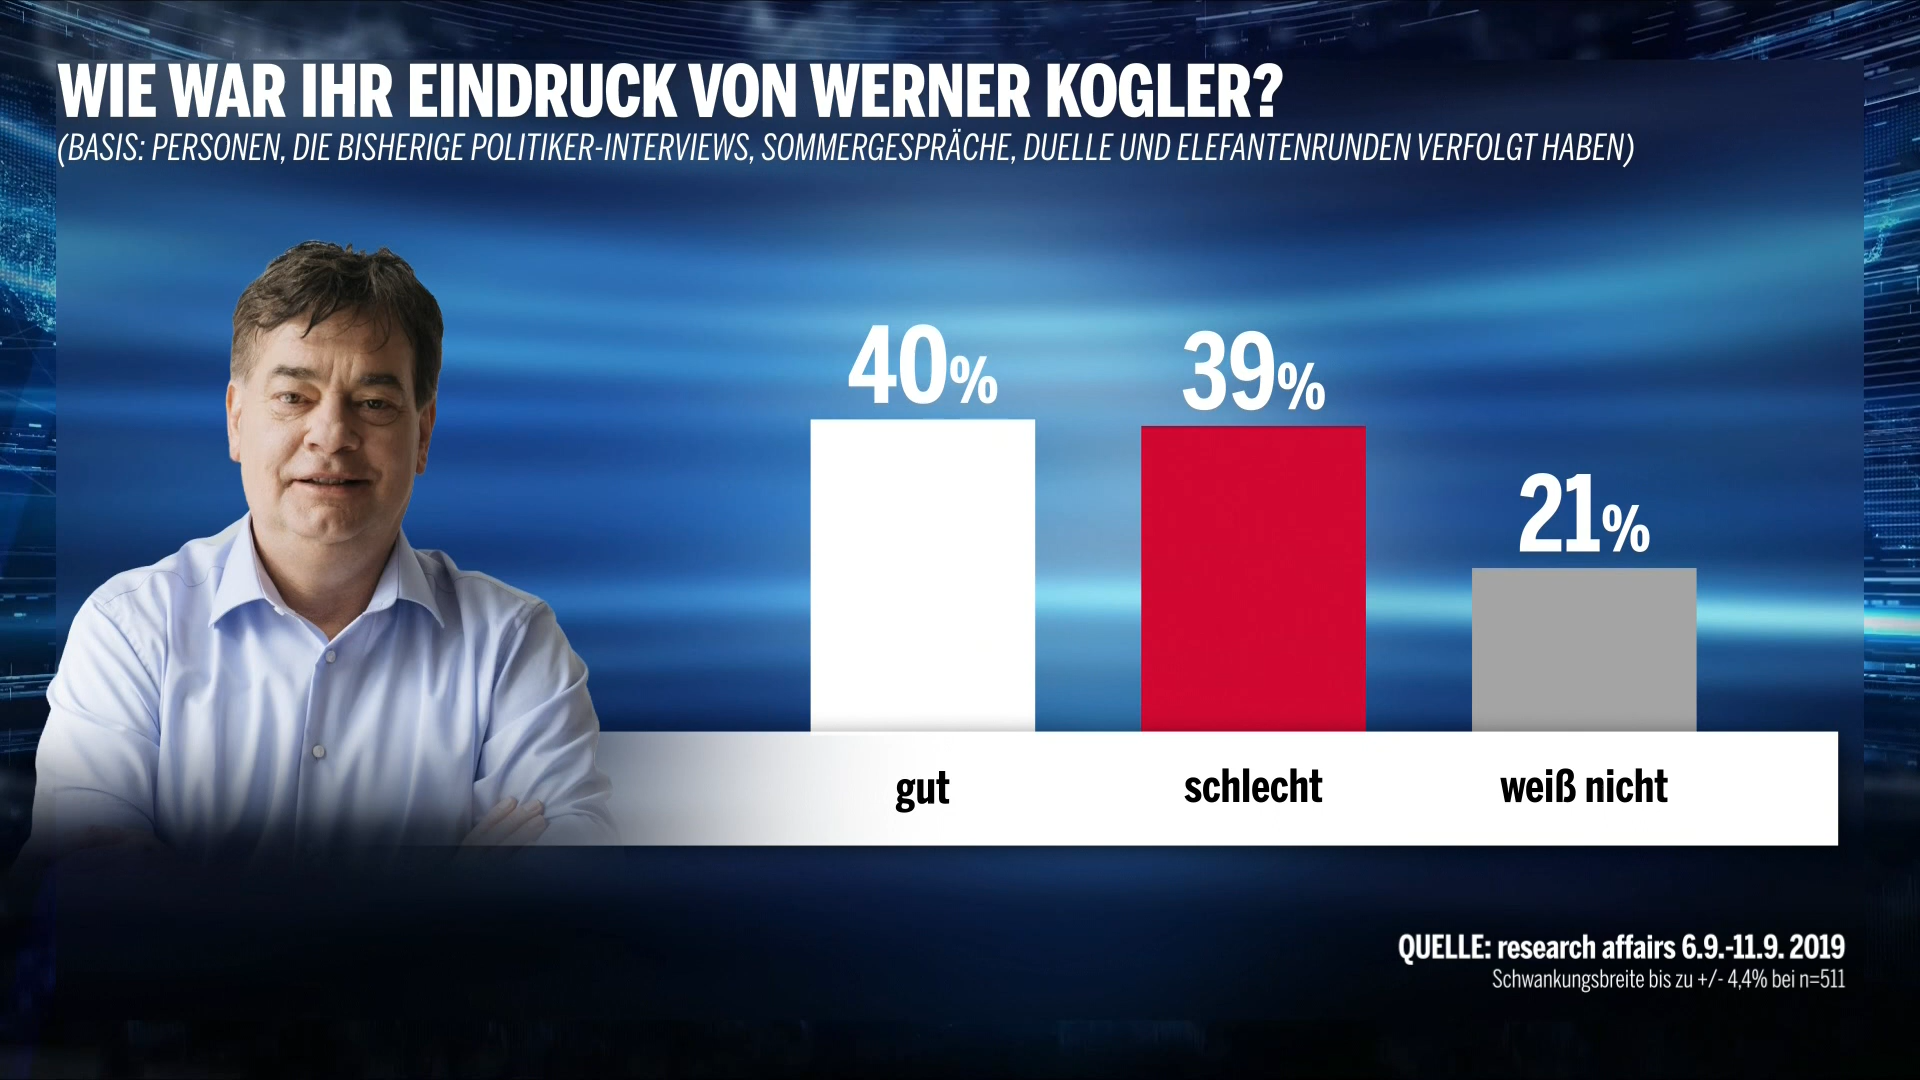 WIE WAR IHR EINDRUCK VON WERNER KOGLER?
(BASIS: PERSONEN, DIE BISHERIGE POLITIKER-INTERVIEWS, SOMMERGESPRÄCHE, DUELLE UND ELEFANTENRUNDEN VERFOLGT HABEN)
40% 39% 21%
gut schlecht weiß nicht
QUELLE: research affairs 6.9.-11.9. 2019
Schwankungsbreite bis zu +/- 4,4% bei n=511